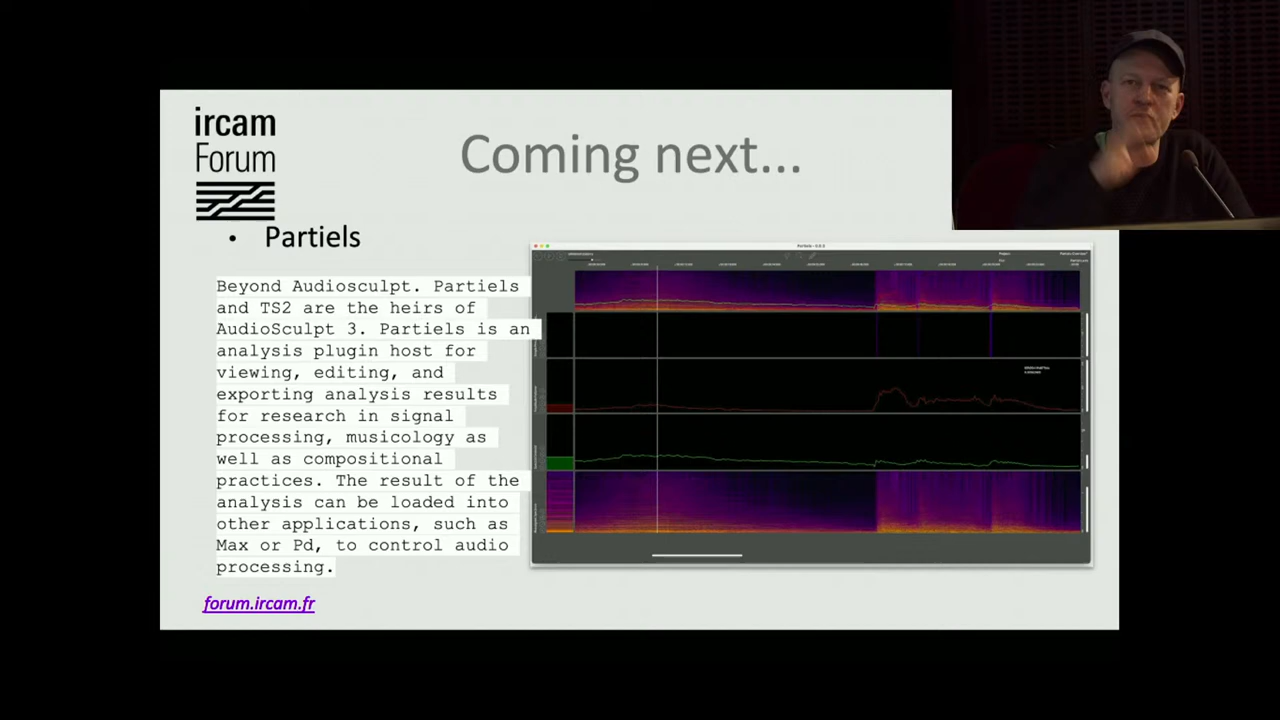 ircam
Forum
Coming next...
• Partiels
Beyond Audiosculpt. Partiels
and TS2 are the heirs of
AudioSculpt 3. Partiels is an
analysis plugin host for
viewing, editing, and
exporting analysis results
for research in signal
processing, musicology as
well as compositional
practices. The result of the
analysis can be loaded into
other applications, such as
Max or Pd, to control audio
processing.
forum.ircam.fr